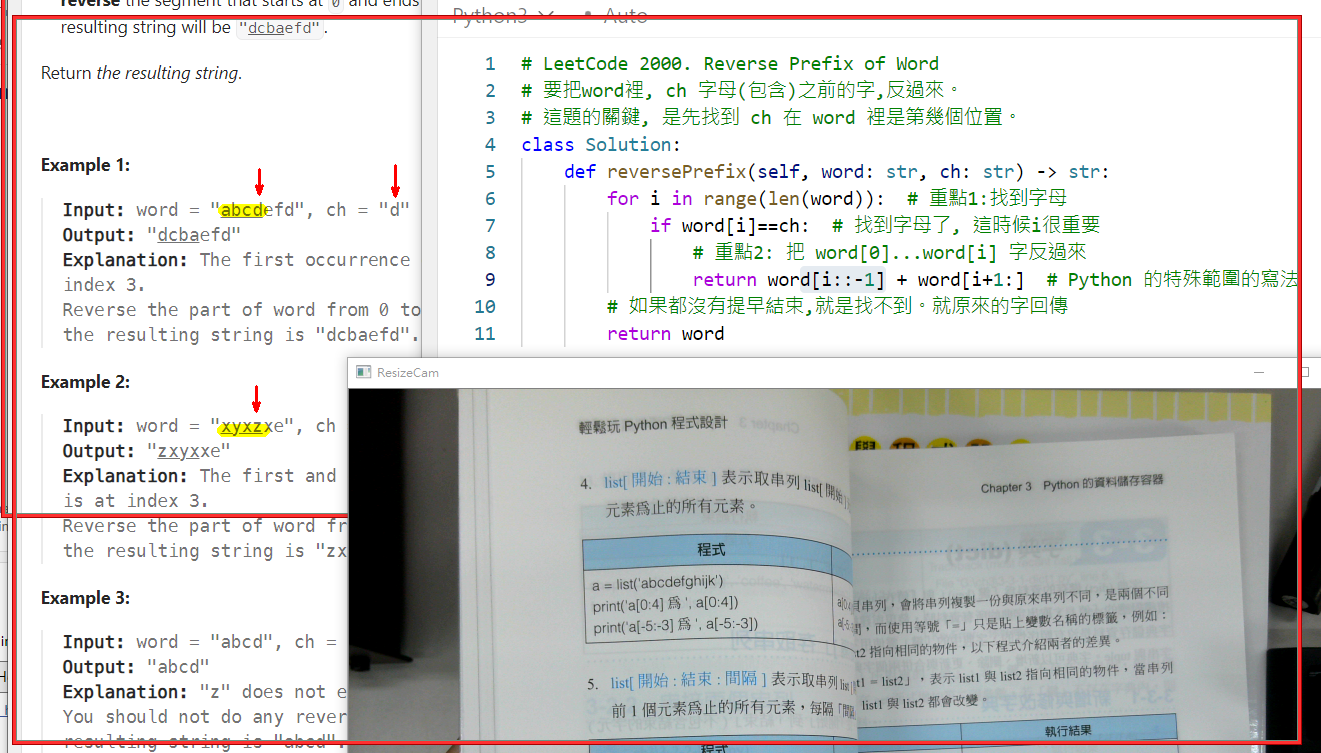 reverse the segment that starts at 0 and ends
resulting string will be "dcbaefd".
Return the resulting string.
Example 1:
Input: word = "abcdefd", ch = "d"
Output: "dcbaefd"
Explanation: The first occurrence
index 3.
Reverse the part of word from 0 to
the resulting string is "dcbaefd".
Example 2:
Input: word = "xyxzxe", ch
Output: "zxyxxe"
Explanation: The first and
is at index 3.
Reverse the part of word fr
the resulting string is "zx
Example 3:
Input: word = "abcd", ch =
Output: "abcd"
Explanation: "z" does not e
You should not do any rever
resulting string is "abcd".
Python3 Auto
1 # LeetCode 2000. Reverse Prefix of Word
2 # 要把word裡, ch 字母(包含)之前的字,反過來。
3 # 這題的關鍵, 是先找到 ch 在 word 裡是第幾個位置。
4 class Solution:
5 def reversePrefix(self, word: str, ch: str) -> str:
6 for i in range(len(word)): # 重點1:找到字母
7 if word[i]==ch: # 找到字母了, 這時候i很重要
8 # 重點2: 把 word[0]...word[i] 字反過來
9 return word[i::-1] + word[i+1:] # Python 的特殊範圍的寫法
10 # 如果都沒有提早結束,就是找不到。就原來的字回傳
11 return word
ResizeCam
輕鬆玩 Python 程式設計
4. list[ 開始 : 結束 ] 表示取串列 list[ 開始
元素為止的所有元素。
程式
a = list('abcdefghijk')
print('a[0:4] 為 ', a[0:4])
print('a[-5:-3] 為 ', a[-5:-3])
5. list[ 開始 : 結束 : 間隔 ] 表示取串列 list
前 1 個元素為止的所有元素，每隔「間隔
程式
Chapter 3 Python 的資料儲存容器
串列，會將串列複製一份與原來串列不同，是兩個不同
，而使用等號「=」只是貼上變數名稱的標籤，例如：
t2 指向相同的物件，以下程式介紹兩者的差異。
t1 = list2」，表示 list1 與 list2 指向相同的物件，當串列
list1 與 list2 都會改變。
執行結果